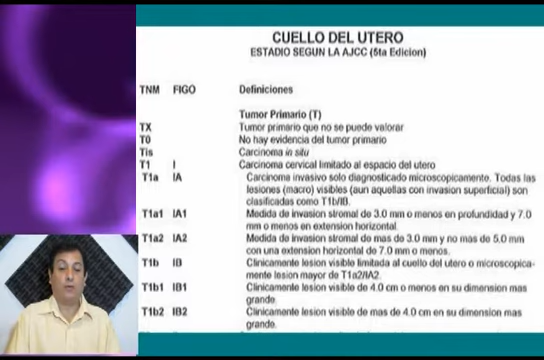 CUELLO DEL UTERO
ESTADIO SEGUN LA AJCC (5ta Edicion)
TNM FIGO Definiciones
Tumor Primario (T)
TX Tumor primario que no se puede valorar
T0 No hay evidencia del tumor primario
Tis Carcinoma in situ
T1 I Carcinoma cervical limitado al espacio del utero
T1a IA Carcinoma invasivo solo diagnosticado microscopicamente. Todas las
lesiones (macro) visibles (aun aquellas con invasion superficial) son
clasificadas como T1b/IB.
T1a1 IA1 Medida de invasion stromal de 3.0 mm o menos en profundidad y 7.0
mm o menos en extension horizontal.
T1a2 IA2 Medida de invasion stromal de mas de 3.0 mm y no mas de 5.0 mm
con una extension horizontal de 7.0 mm o menos.
T1b IB Clinicamente lesion visible limitada al cuello del utero o microscopica-
mente lesion mayor de T1a2/IA2.
T1b1 IB1 Clinicamente lesion visible de 4.0 cm o menos en su dimension mas
grande.
T1b2 IB2 Clinicamente lesion visible de mas de 4.0 cm en su dimension mas
grande.